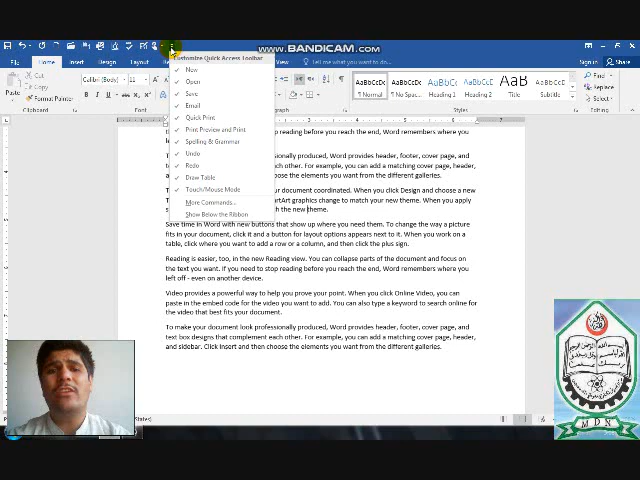 WWW.BANDICAM.COM
File
Home
Insert
Layout
Sign in
Share
Cut
Copy
Paste
Format Painter
Clipboard
Calibri (Body)
11
AaBbCcDc
AaBbCcDc
AaBbCc
AaBbCcE
AaB
AaBbCcD
¶ Normal
¶ No Spac...
Heading 1
Heading 2
Title
Subtitle
Styles
Find
Replace
Select
Editing
Customize Quick Access Toolbar
New
Open
Save
Email
Quick Print
Print Preview and Print
Spelling & Grammar
Undo
Redo
Draw Table
Touch/Mouse Mode
More Commands...
Show Below the Ribbon
p reading before you reach the end, Word remembers where you
essionally produced, Word provides header, footer, cover page, and
ch other. For example, you can add a matching cover page, header,
oose the elements you want from the different galleries.
our document coordinated. When you click Design and choose a new
artArt graphics change to match your new theme. When you apply
h the new theme.
Save time in Word with new buttons that show up where you need them. To change the way a picture
fits in your document, click it and a button for layout options appears next to it. When you work on a
table, click where you want to add a row or a column, and then click the plus sign.
Reading is easier, too, in the new Reading view. You can collapse parts of the document and focus on
the text you want. If you need to stop reading before you reach the end, Word remembers where you
left off - even on another device.
Video provides a powerful way to help you prove your point. When you click Online Video, you can
paste in the embed code for the video you want to add. You can also type a keyword to search online for
the video that best fits your document.
To make your document look professionally produced, Word provides header, footer, cover page, and
text box designs that complement each other. For example, you can add a matching cover page, header,
and sidebar. Click Insert and then choose the elements you want from the different galleries.
States)
M D N